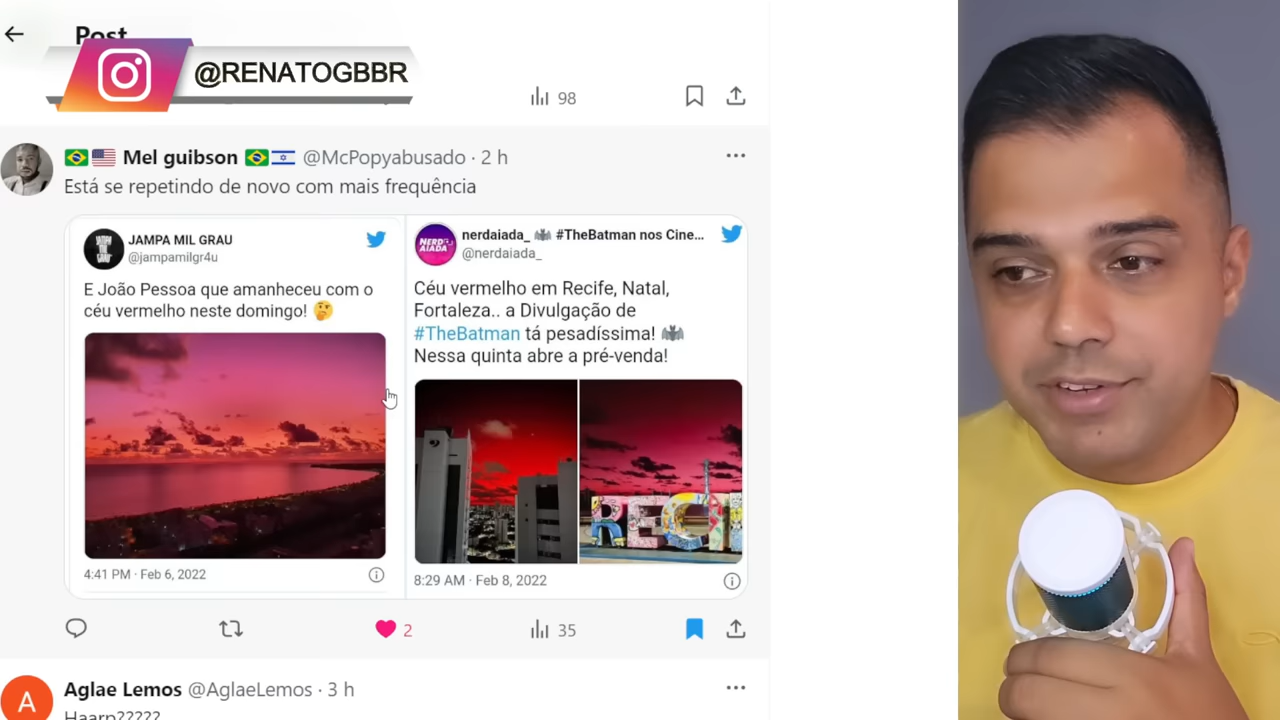 Post
@RENATOGBBR
98
Mel guibson @McPopyabusado · 2 h
Está se repetindo de novo com mais frequência
JAMPA MIL GRAU
@jampamilgr4u
E João Pessoa que amanheceu com o
céu vermelho neste domingo! 🤔
4:41 PM · Feb 6, 2022
NERD
AIADA
nerdaiada_ 🦇 #TheBatman nos Cine...
@nerdaiada_
Céu vermelho em Recife, Natal,
Fortaleza.. a Divulgação de
#TheBatman tá pesadíssima! 🦇
Nessa quinta abre a pré-venda!
RECI
8:29 AM · Feb 8, 2022
2
35
A
Aglae Lemos @AglaeLemos · 3 h
Haarp?????